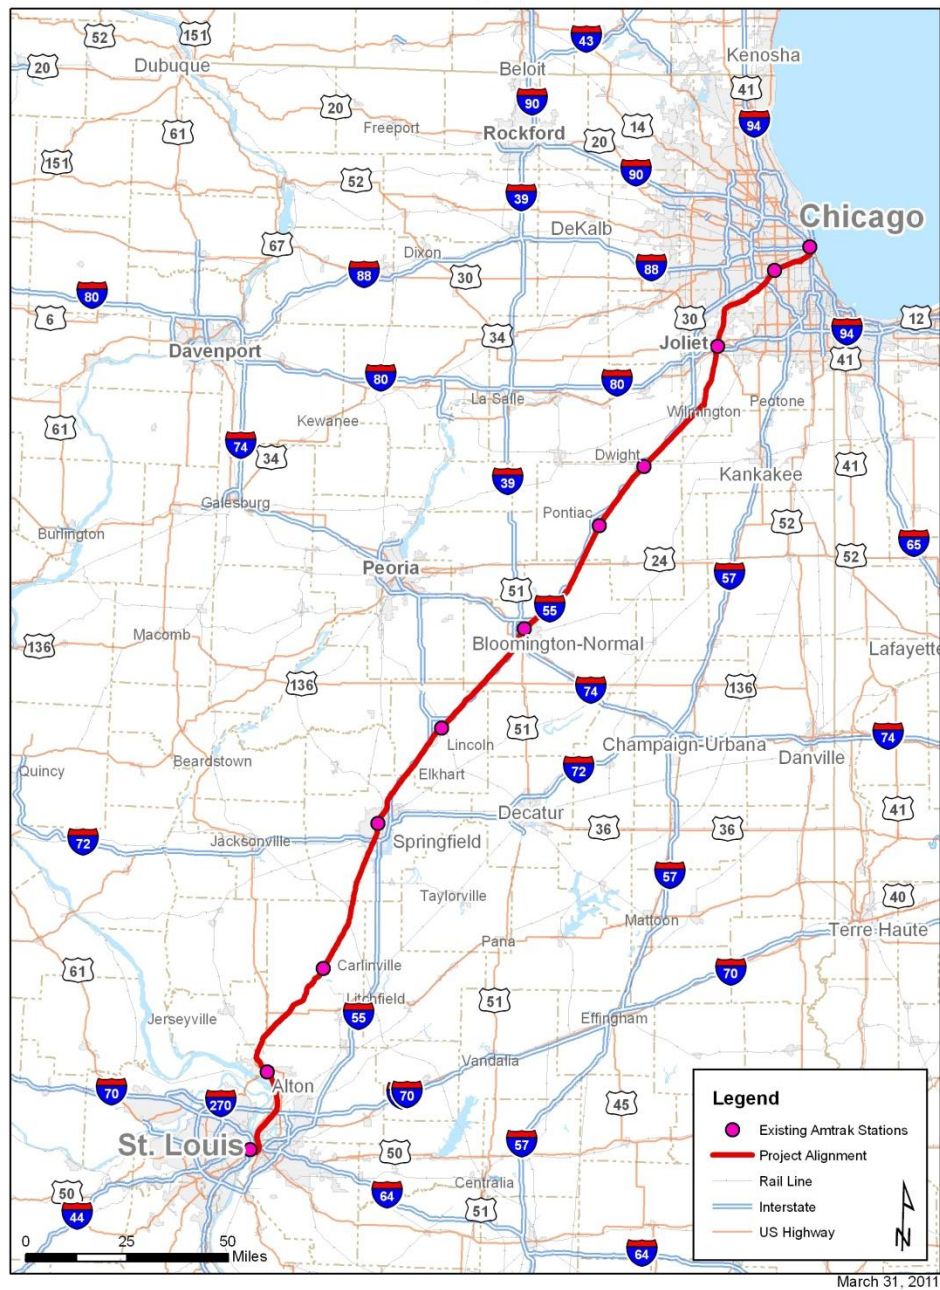 52
151
43
Kenosha
20
Dubuque
Beloit
41
90
20
Freeport
14
94
61
Rockford
20
151
52
90
39
Chicago
67
DeKalb
Dixon
88
30
88
80
6
30
12
34
94
Davenport
Joliet
41
80
80
La Salle
Peotone
Wilmington
61
Kewanee
74
34
Dwight
41
39
Kankakee
Galesburg
Pontiac
52
Burlington
65
24
52
Peoria
57
51
55
Macomb
136
Bloomington-Normal
Lafayette
136
74
136
51
74
Lincoln
Champaign-Urbana
Beardstown
Danville
Quincy
Elkhart
72
41
Decatur
36
36
72
Jacksonville
Springfield
57
Taylorville
40
Mattoon
Terre Haute
Pana
61
Carlinville
70
51
Litchfield
55
Jerseyville
Effingham
Vandalia
70
Alton
70
270
45
St. Louis
57
50
50
64
Centralia
44
51
64
0 25 50
Miles
Legend
Existing Amtrak Stations
Project Alignment
Rail Line
Interstate
US Highway
N
March 31, 2011